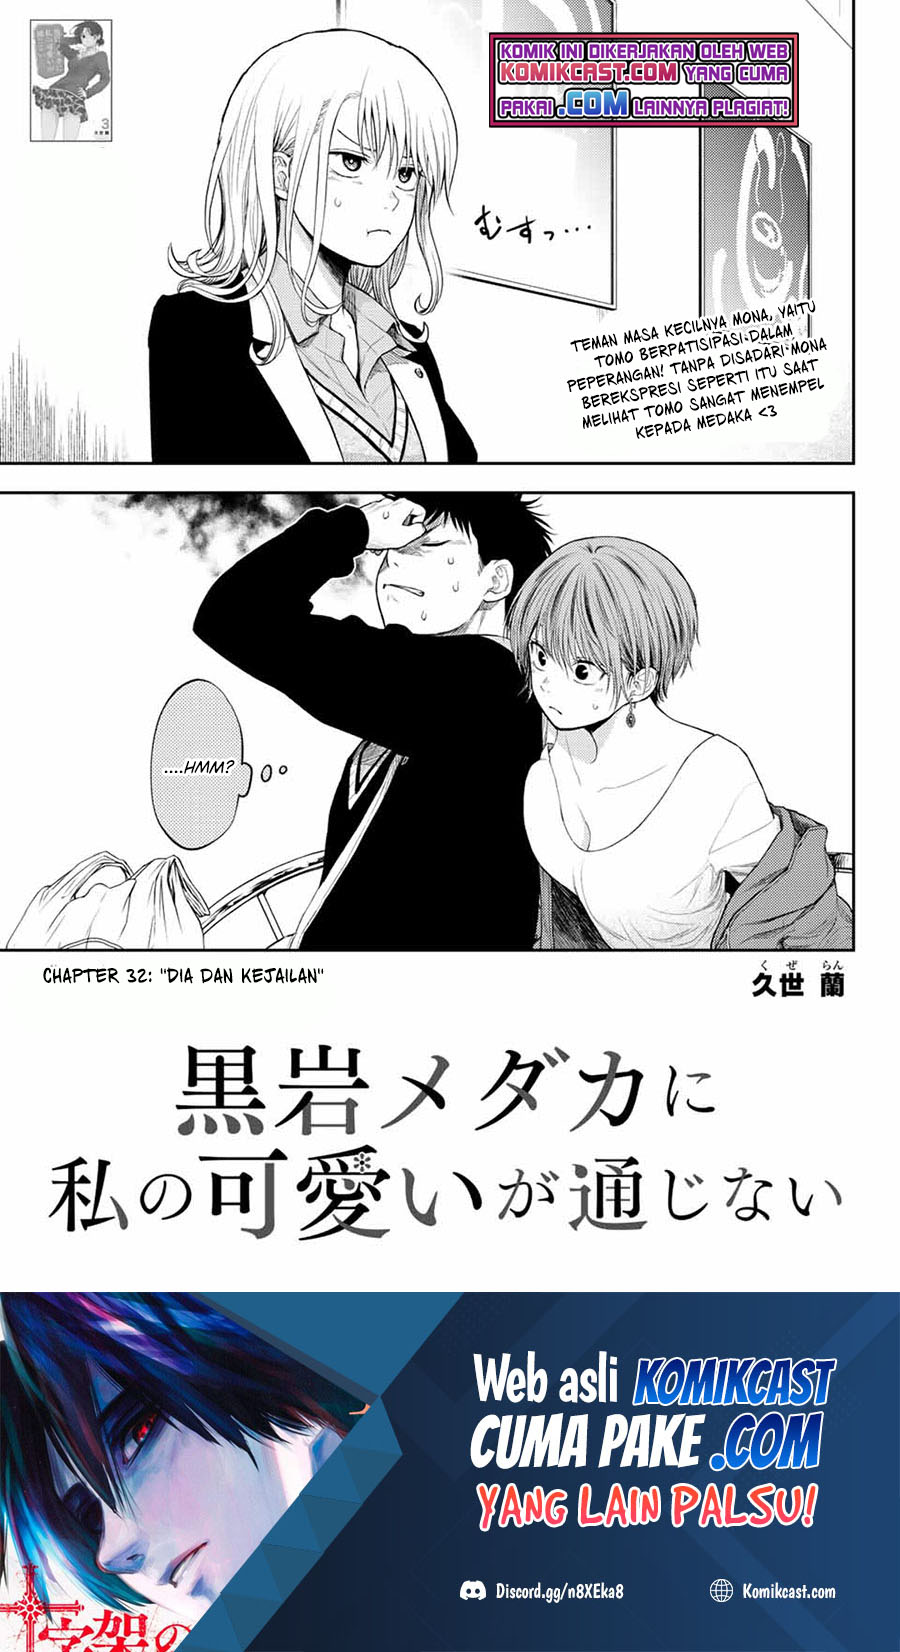 KOMIK INI DIKERJAKAN OLEH WEB
KOMIKCAST.COM YANG CUMA
PAKAI .COM LAINNYA PLAGIAT!
3
むすっ…
TEMAN MASA KECILNYA MONA, YAITU
TOMO BERPATISIPASI DALAM
PEPERANGAN! TANPA DISADARI MONA
BEREKSPRESI SEPERTI ITU SAAT
MELIHAT TOMO SANGAT MENEMPEL
KEPADA MEDAKA <3
....HMM?
CHAPTER 32: "DIA DAN KEJAILAN"
くぜ らん
久世 蘭
黒岩メダカに
私の可愛いが通じない
Web asli KOMIKCAST
CUMA PAKE .COM
YANG LAIN PALSU!
Discord.gg/n8XEka8
Komikcast.com
字架の